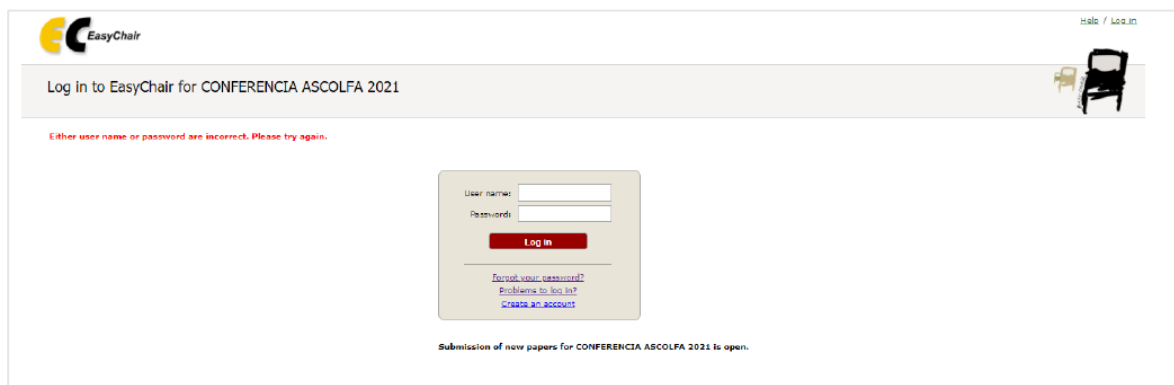 EC EasyChair
Help / Log in
Log in to EasyChair for CONFERENCIA ASCOLFA 2021
Either user name or password are incorrect. Please try again.
User name:
Password:
Log in
Forgot your password?
Problems to log in?
Create an account
Submission of new papers for CONFERENCIA ASCOLFA 2021 is open.